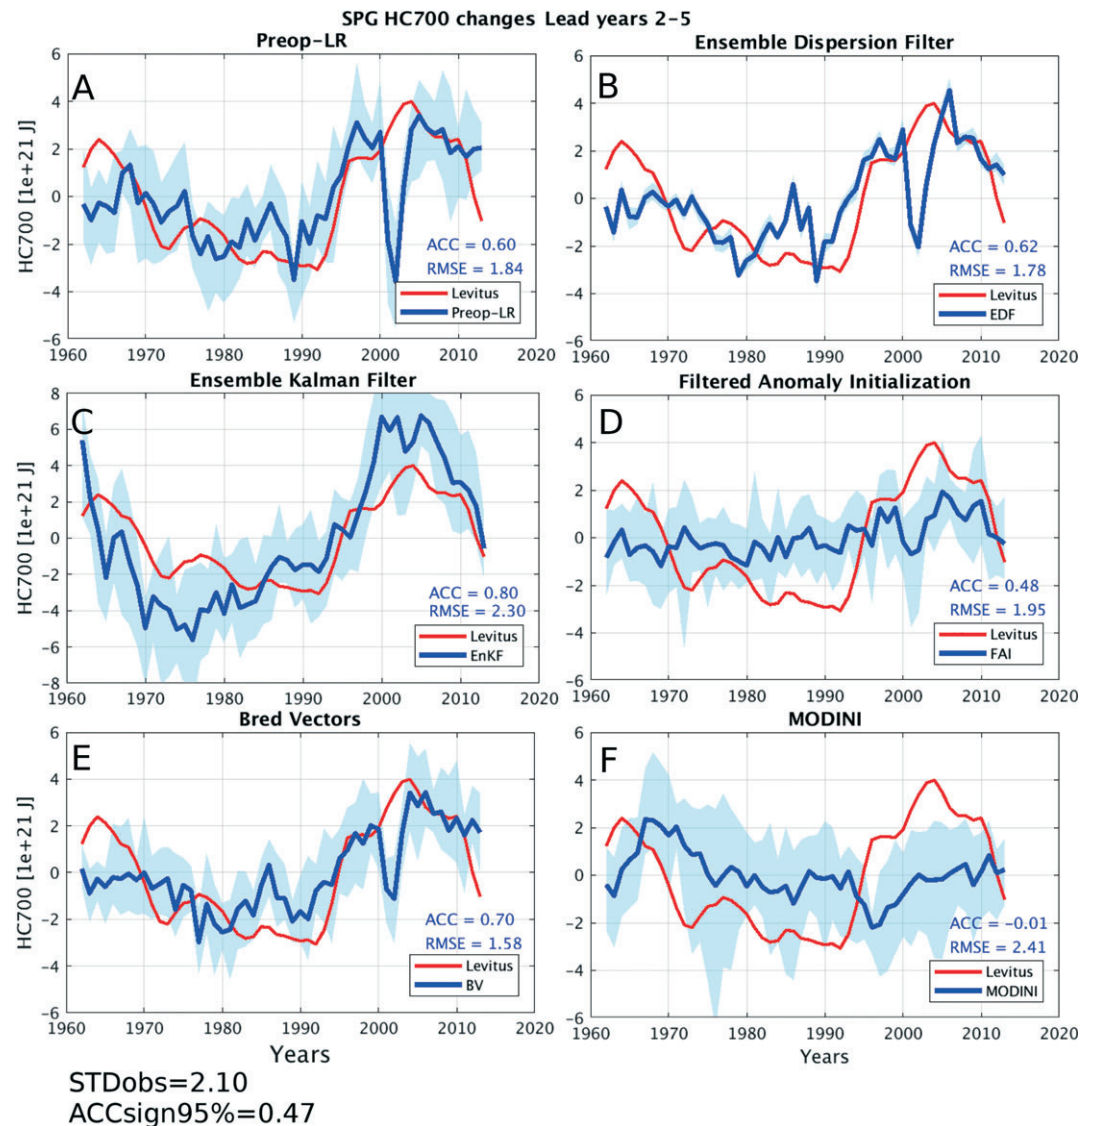 SPG HC700 changes Lead years 2-5
Preop-LR
A
HC700 [1e+21 J]
6
4
2
0
-2
-4
-6
1960 1970 1980 1990 2000 2010 2020
ACC = 0.60
RMSE = 1.84
Levitus
Preop-LR
Ensemble Dispersion Filter
B
6
4
2
0
-2
-4
-6
1960 1970 1980 1990 2000 2010 2020
ACC = 0.62
RMSE = 1.78
Levitus
EDF
Ensemble Kalman Filter
C
HC700 [1e+21 J]
8
6
4
2
0
-2
-4
-6
-8
1960 1970 1980 1990 2000 2010 2020
ACC = 0.80
RMSE = 2.30
Levitus
EnKF
Filtered Anomaly Initialization
D
6
4
2
0
-2
-4
-6
1960 1970 1980 1990 2000 2010 2020
ACC = 0.48
RMSE = 1.95
Levitus
FAI
Bred Vectors
E
HC700 [1e+21 J]
6
4
2
0
-2
-4
-6
1960 1970 1980 1990 2000 2010 2020
Years
ACC = 0.70
RMSE = 1.58
Levitus
BV
MODINI
F
6
4
2
0
-2
-4
-6
1960 1970 1980 1990 2000 2010 2020
Years
ACC = -0.01
RMSE = 2.41
Levitus
MODINI
STDobs=2.10
ACCsign95%=0.47